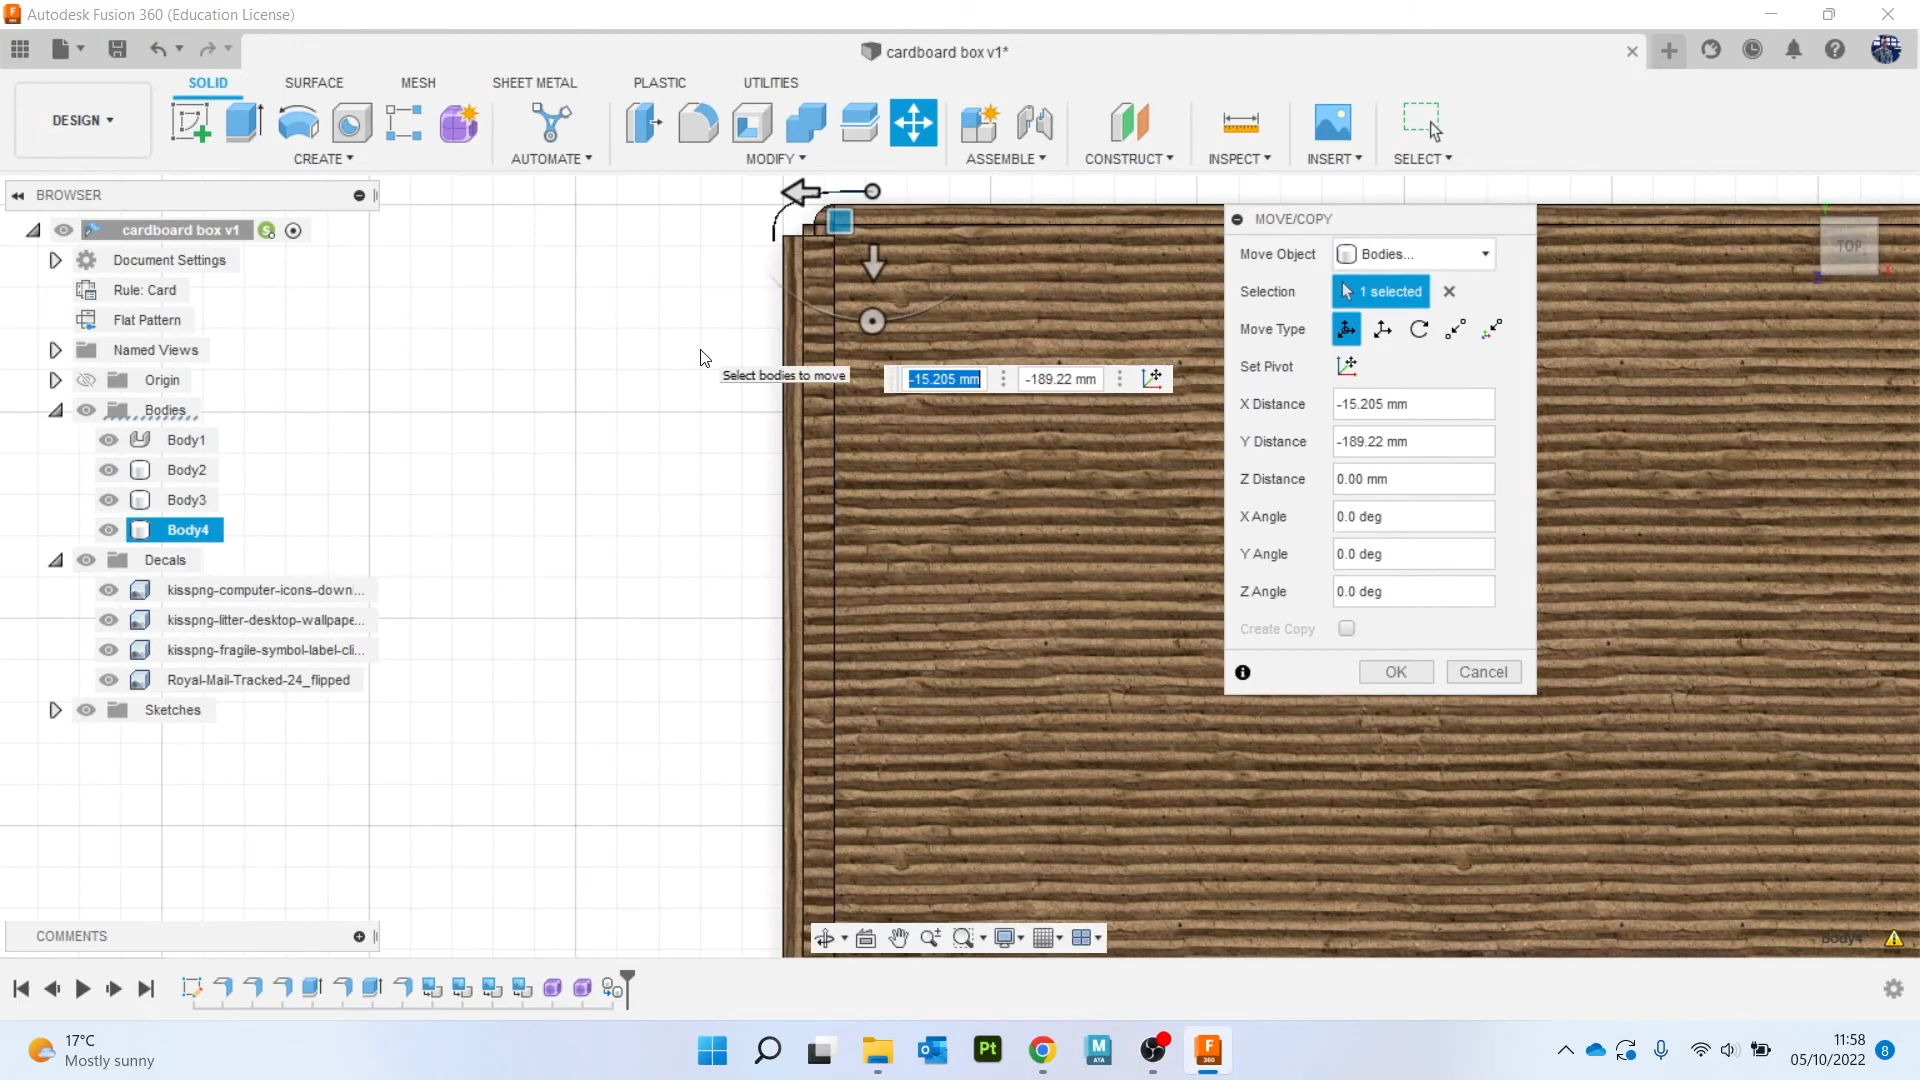 Autodesk Fusion 360 (Education License)
cardboard box v1*
SOLID
SURFACE
MESH
SHEET METAL
PLASTIC
UTILITIES
DESIGN
CREATE
AUTOMATE
MODIFY
ASSEMBLE
CONSTRUCT
INSPECT
INSERT
SELECT
BROWSER
cardboard box v1
Document Settings
Rule: Card
Flat Pattern
Named Views
Origin
Bodies
Body1
Body2
Body3
Body4
Decals
kisspng-computer-icons-down...
kisspng-litter-desktop-wallpape...
kisspng-fragile-symbol-label-cli...
Royal-Mail-Tracked-24_flipped
Sketches
COMMENTS
Select bodies to move
-15.205 mm
-189.22 mm
MOVE/COPY
Move Object
Bodies...
Selection
1 selected
Move Type
Set Pivot
X Distance
-15.205 mm
Y Distance
-189.22 mm
Z Distance
0.00 mm
X Angle
0.0 deg
Y Angle
0.0 deg
Z Angle
0.0 deg
Create Copy
OK
Cancel
TOP
Body4
17°C
Mostly sunny
Pt
M
AYA
F
360
11:58
05/10/2022
8